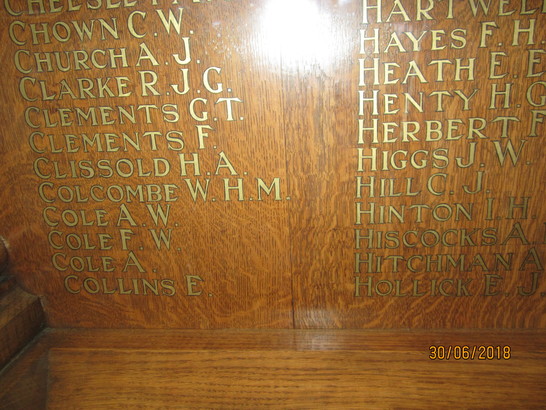 CHOWN C.W.
CHURCH A.J.
CLARKE R.J.G.
CLEMENTS G.T.
CLEMENTS F.
CLISSOLD H.A.
COLCOMBE W.H.M.
COLE A.W.
COLE F.W.
COLE A.
COLLINS E.
HARTWELL
HAYES F.H
HEATH E.E
HENTY H.G
HERBERT F
HIGGS J.W
HILL C.J.
HINTON I.H
HISCOCKS A.
HITCHMAN A
HOLLICK E.J.
30/06/2018